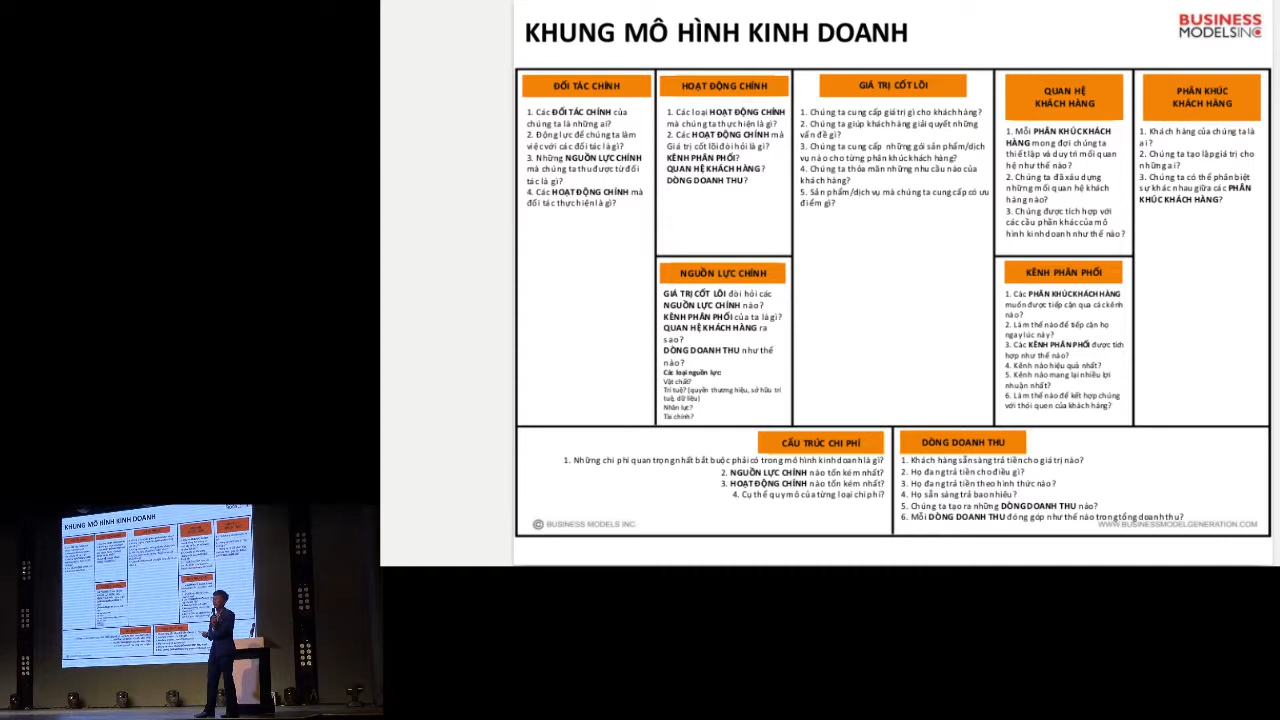 KHUNG MÔ HÌNH KINH DOANH
BUSINESS
MODELSINC
ĐỐI TÁC CHÍNH
1. Các ĐỐI TÁC CHÍNH của
chúng ta là những ai?
2. Động lực để chúng ta làm
việc với các đối tác là gì?
3. Những NGUỒN LỰC CHÍNH
mà chúng ta thu được từ đối
tác là gì?
4. Các HOẠT ĐỘNG CHÍNH mà
đối tác thực hiện là gì?
HOẠT ĐỘNG CHÍNH
1. Các loại HOẠT ĐỘNG CHÍNH
mà chúng ta thực hiện là gì?
2. Các HOẠT ĐỘNG CHÍNH mà
Giá trị cốt lõi đòi hỏi là gì?
KÊNH PHÂN PHỐI?
QUAN HỆ KHÁCH HÀNG?
DÒNG DOANH THU?
NGUỒN LỰC CHÍNH
GIÁ TRỊ CỐT LÕI đòi hỏi các
NGUỒN LỰC CHÍNH nào?
KÊNH PHÂN PHỐI của ta là gì?
QUAN HỆ KHÁCH HÀNG ra
sao?
DÒNG DOANH THU như thế
nào?
Các loại nguồn lực:
Vật chất?
Trí tuệ? (quyền thương hiệu, sở hữu trí
tuệ, dữ liệu)
Nhân lực?
Tài chính?
GIÁ TRỊ CỐT LÕI
1. Chúng ta cung cấp giá trị gì cho khách hàng?
2. Chúng ta giúp khách hàng giải quyết những
vấn đề gì?
3. Chúng ta cung cấp những gói sản phẩm/dịch
vụ nào cho từng phân khúc khách hàng?
4. Chúng ta thỏa mãn những nhu cầu nào của
khách hàng?
5. Sản phẩm/dịch vụ mà chúng ta cung cấp có ưu
điểm gì?
QUAN HỆ
KHÁCH HÀNG
1. Mỗi PHÂN KHÚC KHÁCH
HÀNG mong đợi chúng ta
thiết lập và duy trì mối quan
hệ như thế nào?
2. Chúng ta đã xâu dựng
những mối quan hệ khách
hàng nào?
3. Chúng được tích hợp với
các cầu phần khác của mô
hình kinh doanh như thế nào?
KÊNH PHÂN PHỐI
1. Các PHÂN KHÚC KHÁCH HÀNG
muốn được tiếp cận qua các kênh
nào?
2. Làm thế nào để tiếp cận họ
ngay lúc này?
3. Các KÊNH PHÂN PHỐI được tích
hợp như thế nào?
4. Kênh nào hiệu quả nhất?
5. Kênh nào mang lại nhiều lợi
nhuận nhất?
6. Làm thế nào để kết hợp chúng
với thói quen của khách hàng?
PHÂN KHÚC
KHÁCH HÀNG
1. Khách hàng của chúng ta là
ai?
2. Chúng ta tạo lập giá trị cho
những ai?
3. Chúng ta có thể phân biệt
sự khác nhau giữa các PHÂN
KHÚC KHÁCH HÀNG?
CẤU TRÚC CHI PHÍ
1. Những chi phí quan trọng nhất bắt buộc phải có trong mô hình kinh doanh là gì?
2. NGUỒN LỰC CHÍNH nào tốn kém nhất?
3. HOẠT ĐỘNG CHÍNH nào tốn kém nhất?
4. Cụ thể quy mô của từng loại chi phí?
DÒNG DOANH THU
1. Khách hàng sẵn sàng trả tiền cho giá trị nào?
2. Họ đang trả tiền cho điều gì?
3. Họ đang trả tiền theo hình thức nào?
4. Họ sẵn sàng trả bao nhiêu?
5. Chúng ta tạo ra những DÒNG DOANH THU nào?
6. Mỗi DÒNG DOANH THU đóng góp như thế nào trong tổng doanh thu?
© BUSINESS MODELS INC.
WWW.BUSINESSMODELGENERATION.COM
KHUNG MÔ HÌNH KINH DOANH